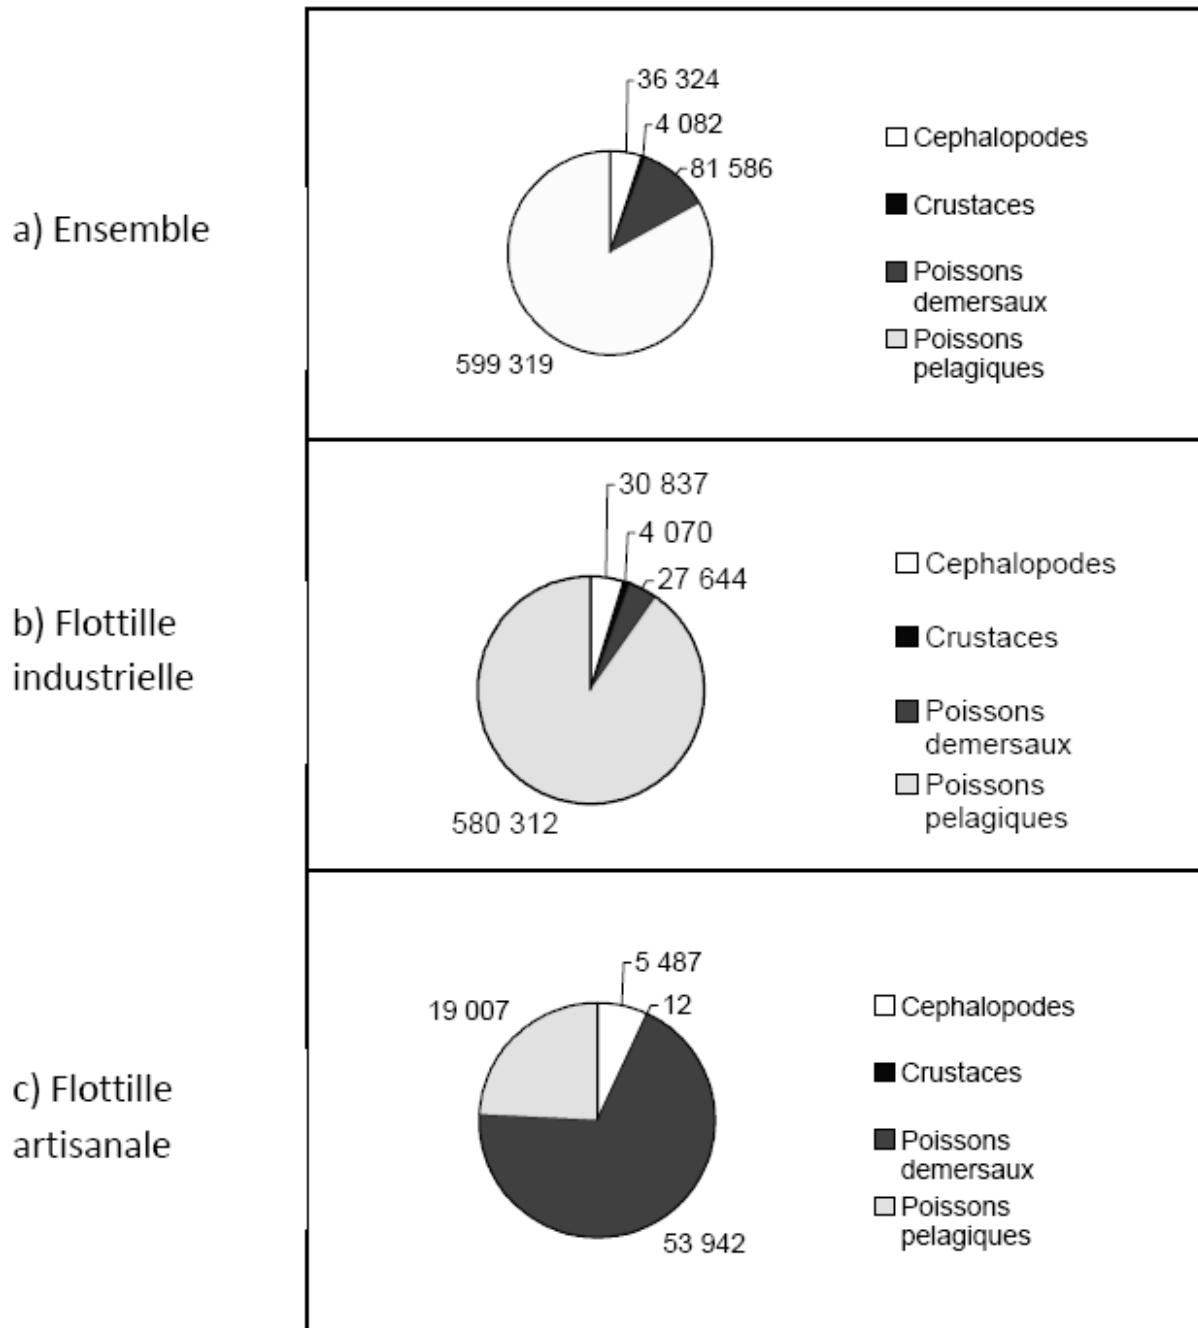 a) Ensemble
36 324
4 082
81 586
599 319
Cephalopodes
Crustaces
Poissons
demersaux
Poissons
pelagiques
b) Flottille
industrielle
30 837
4 070
27 644
580 312
Cephalopodes
Crustaces
Poissons
demersaux
Poissons
pelagiques
c) Flottille
artisanale
5 487
12
19 007
53 942
Cephalopodes
Crustaces
Poissons
demersaux
Poissons
pelagiques